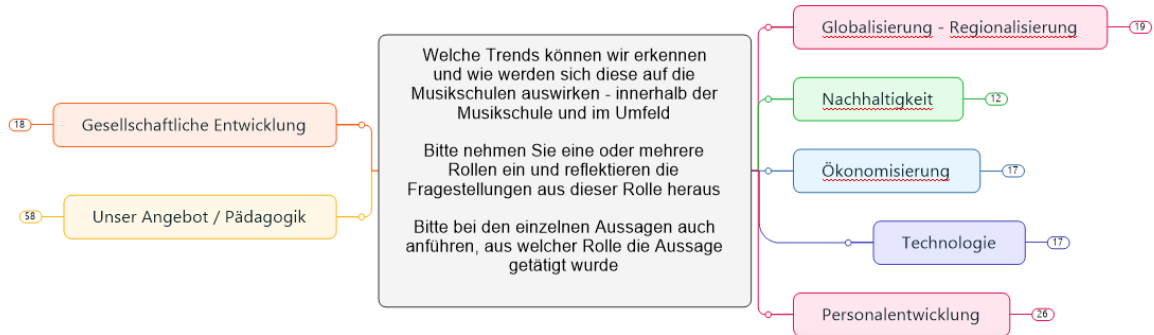 Welche Trends können wir erkennen
und wie werden sich diese auf die
Musikschulen auswirken - innerhalb der
Musikschule und im Umfeld
Bitte nehmen Sie eine oder mehrere
Rollen ein und reflektieren die
Fragestellungen aus dieser Rolle heraus
Bitte bei den einzelnen Aussagen auch
anführen, aus welcher Rolle die Aussage
getätigt wurde
Globalisierung - Regionalisierung
19
Nachhaltigkeit
12
Ökonomisierung
17
Technologie
17
Personalentwicklung
26
18
Gesellschaftliche Entwicklung
58
Unser Angebot / Pädagogik